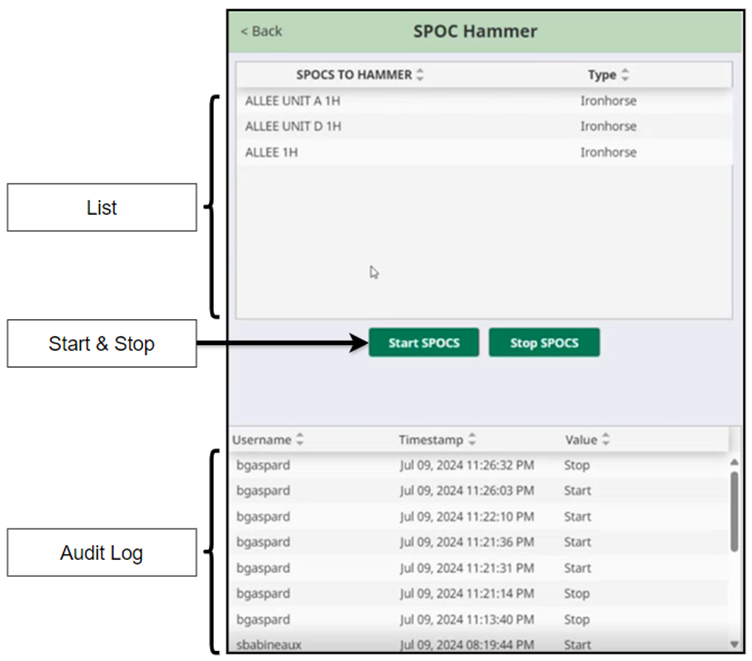 < Back SPOC Hammer
SPOCS TO HAMMER Type
ALLEE UNIT A 1H Ironhorse
ALLEE UNIT D 1H Ironhorse
ALLEE 1H Ironhorse
List
Start & Stop
Start SPOCS Stop SPOCS
Username Timestamp Value
bgaspard Jul 09, 2024 11:26:32 PM Stop
bgaspard Jul 09, 2024 11:26:03 PM Start
bgaspard Jul 09, 2024 11:22:10 PM Start
bgaspard Jul 09, 2024 11:21:36 PM Start
Audit Log
bgaspard Jul 09, 2024 11:21:31 PM Start
bgaspard Jul 09, 2024 11:21:14 PM Stop
bgaspard Jul 09, 2024 11:13:40 PM Stop
sbabineaux Jul 09, 2024 08:19:44 PM Start